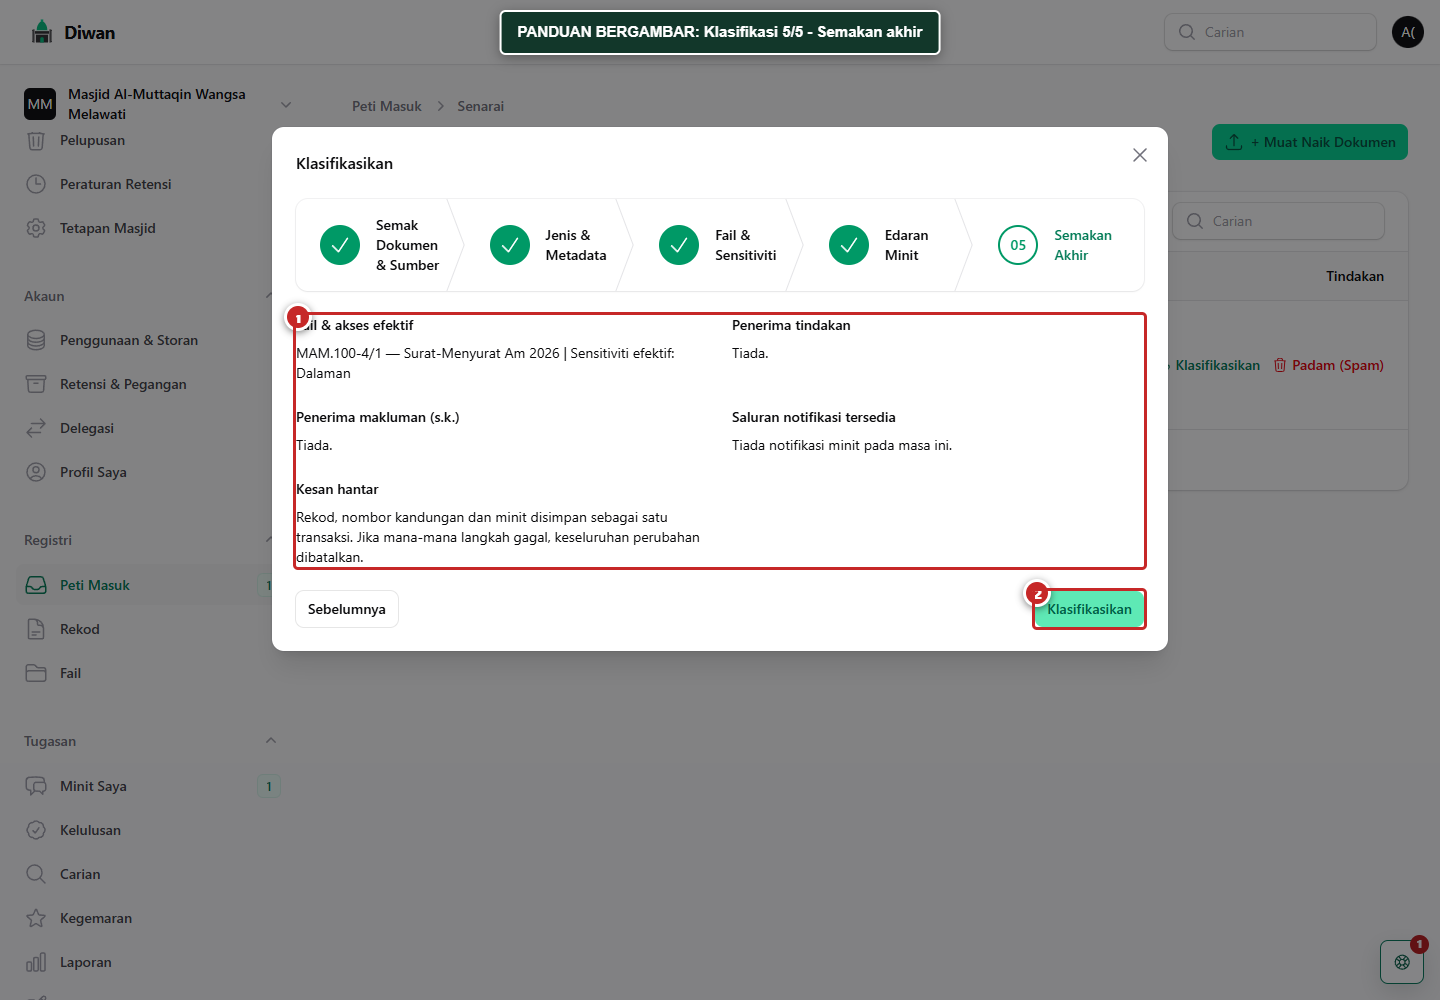 Diwan
PANDUAN BERGAMBAR: Klasifikasi 5/5 - Semakan akhir
Carian
A(
MM
Masjid Al-Muttaqin Wangsa
Melawati
Pelupusan
Peraturan Retensi
Tetapan Masjid
Akaun
Penggunaan & Storan
Retensi & Pegangan
Delegasi
Profil Saya
Registri
Peti Masuk
1
Rekod
Fail
Tugasan
Minit Saya
1
Kelulusan
Carian
Kegemaran
Laporan
Peti Masuk
Senarai
+ Muat Naik Dokumen
Carian
Tindakan
Klasifikasikan
Padam (Spam)
Klasifikasikan
Semak
Dokumen
& Sumber
Jenis &
Metadata
Fail &
Sensitiviti
Edaran
Minit
05
Semakan
Akhir
1
il & akses efektif
MAM.100-4/1 — Surat-Menyurat Am 2026 | Sensitiviti efektif:
Dalaman
Penerima tindakan
Tiada.
Penerima makluman (s.k.)
Tiada.
Saluran notifikasi tersedia
Tiada notifikasi minit pada masa ini.
Kesan hantar
Rekod, nombor kandungan dan minit disimpan sebagai satu
transaksi. Jika mana-mana langkah gagal, keseluruhan perubahan
dibatalkan.
Sebelumnya
2
Klasifikasikan
1